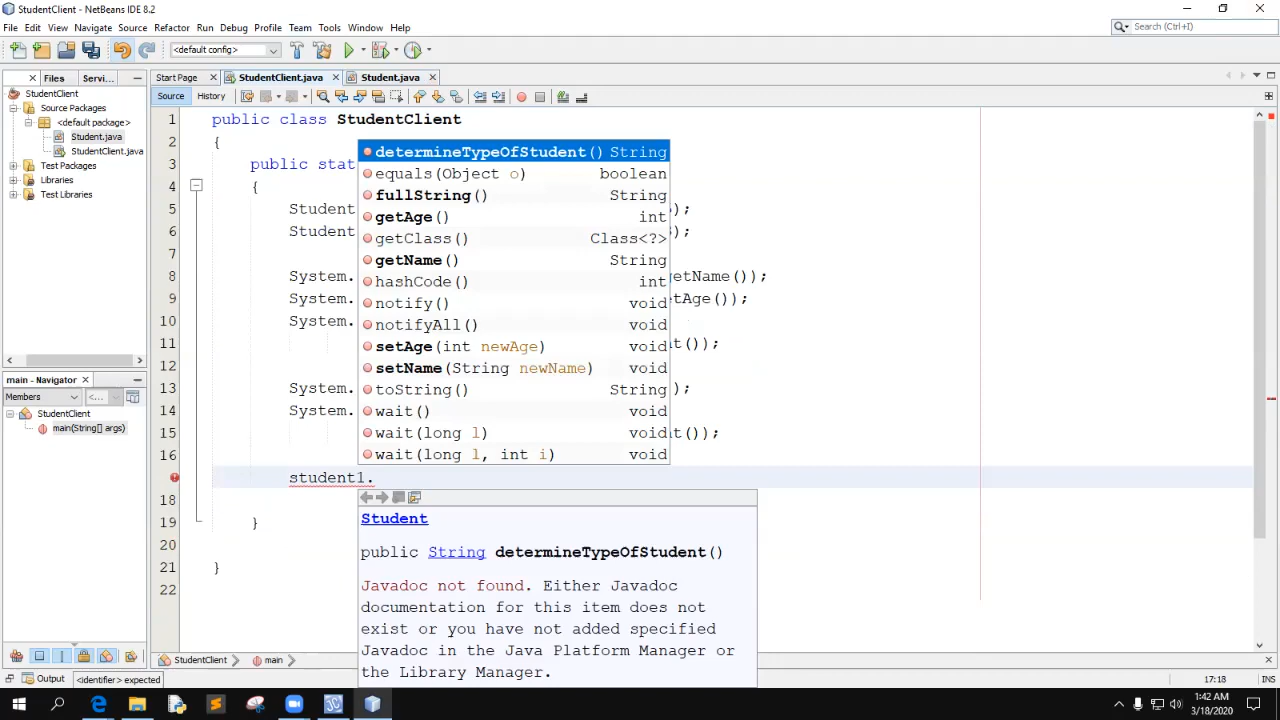 StudentClient - NetBeans IDE 8.2
File Edit View Navigate Source Refactor Run Debug Profile Team Tools Window Help
Search (Ctrl+I)
<default config>
Files Servi...
Start Page StudentClient.java Student.java
Source History
StudentClient
Source Packages
<default package>
Student.java
StudentClient.java
Test Packages
Libraries
Test Libraries
main - Navigator
Members <...
StudentClient
main(String[] args)
1 public class StudentClient
2 {
3 public stat
4 {
5 Student );
6 Student );
7
8 System. etName());
9 System. tAge());
10 System.
11 t());
12
13 System. );
14 System.
15 t());
16
student1.
18
19 }
20
21 }
22
determineTypeOfStudent() String
equals(Object o) boolean
fullString() String
getAge() int
getClass() Class<?>
getName() String
hashCode() int
notify() void
notifyAll() void
setAge(int newAge) void
setName(String newName) void
toString() String
wait() void
wait(long l) void
wait(long l, int i) void
Student
public String determineTypeOfStudent()
Javadoc not found. Either Javadoc
documentation for this item does not
exist or you have not added specified
Javadoc in the Java Platform Manager or
the Library Manager.
StudentClient main
Output <identifier> expected
17:18 INS
1:42 AM
3/18/2020